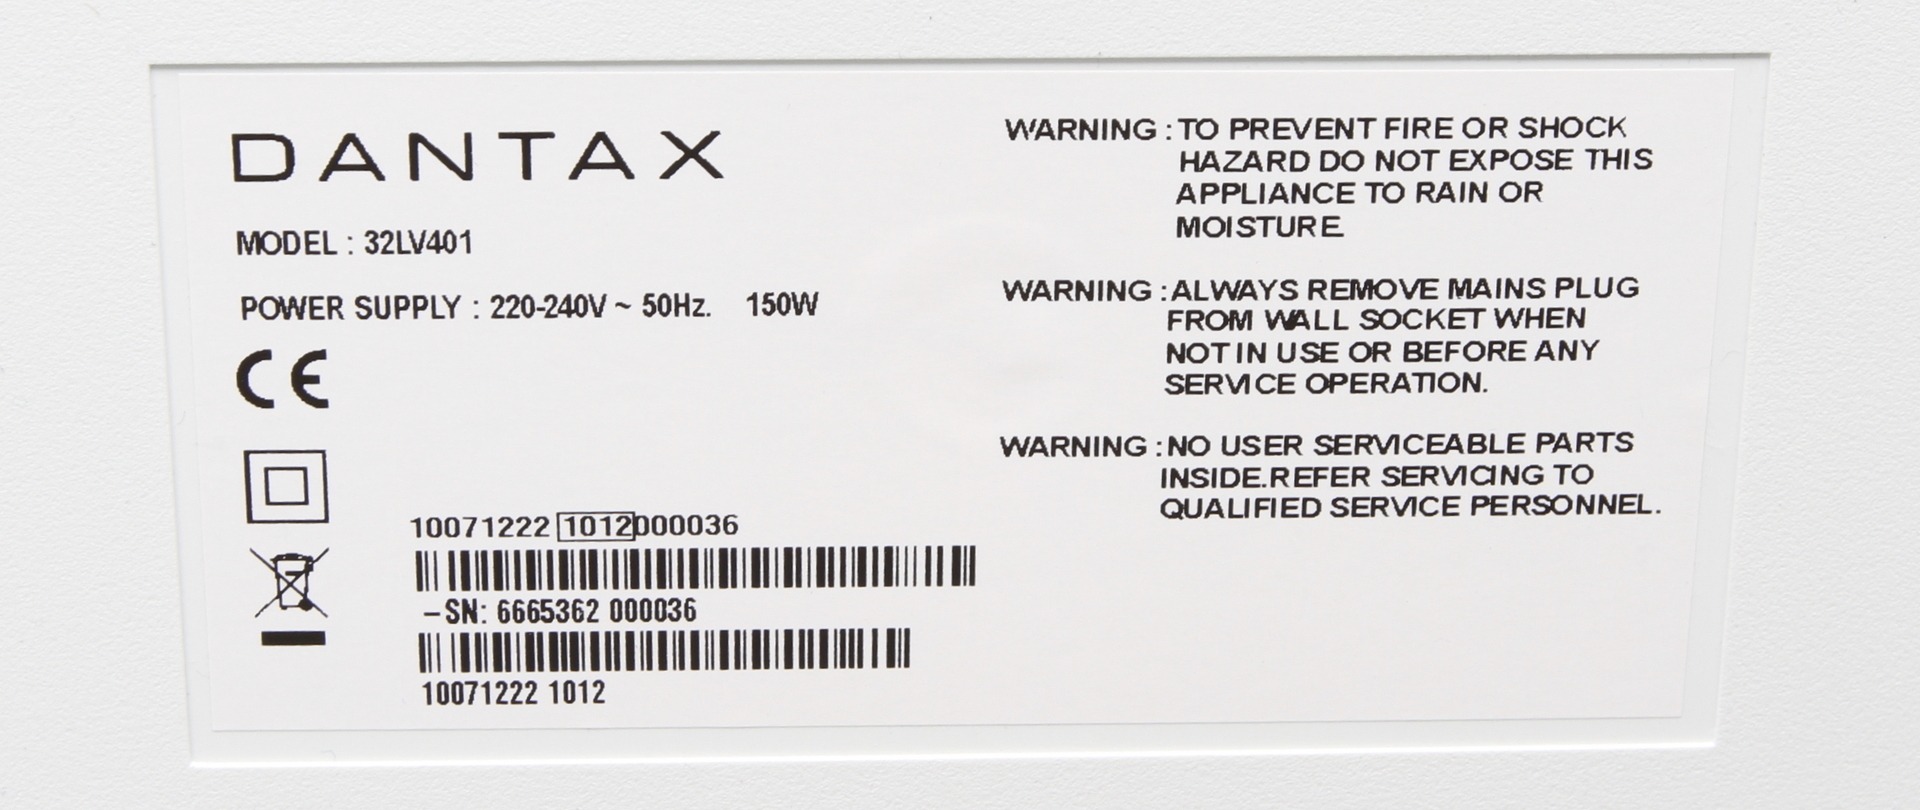 DANTAX
MODEL : 32LV401
POWER SUPPLY : 220-240V ~ 50Hz. 150W
CE
10071222 1012000036
-SN: 6665362 000036
10071222 1012
WARNING : TO PREVENT FIRE OR SHOCK
HAZARD DO NOT EXPOSE THIS
APPLIANCE TO RAIN OR
MOISTURE.
WARNING : ALWAYS REMOVE MAINS PLUG
FROM WALL SOCKET WHEN
NOT IN USE OR BEFORE ANY
SERVICE OPERATION.
WARNING : NO USER SERVICEABLE PARTS
INSIDE.REFER SERVICING TO
QUALIFIED SERVICE PERSONNEL.